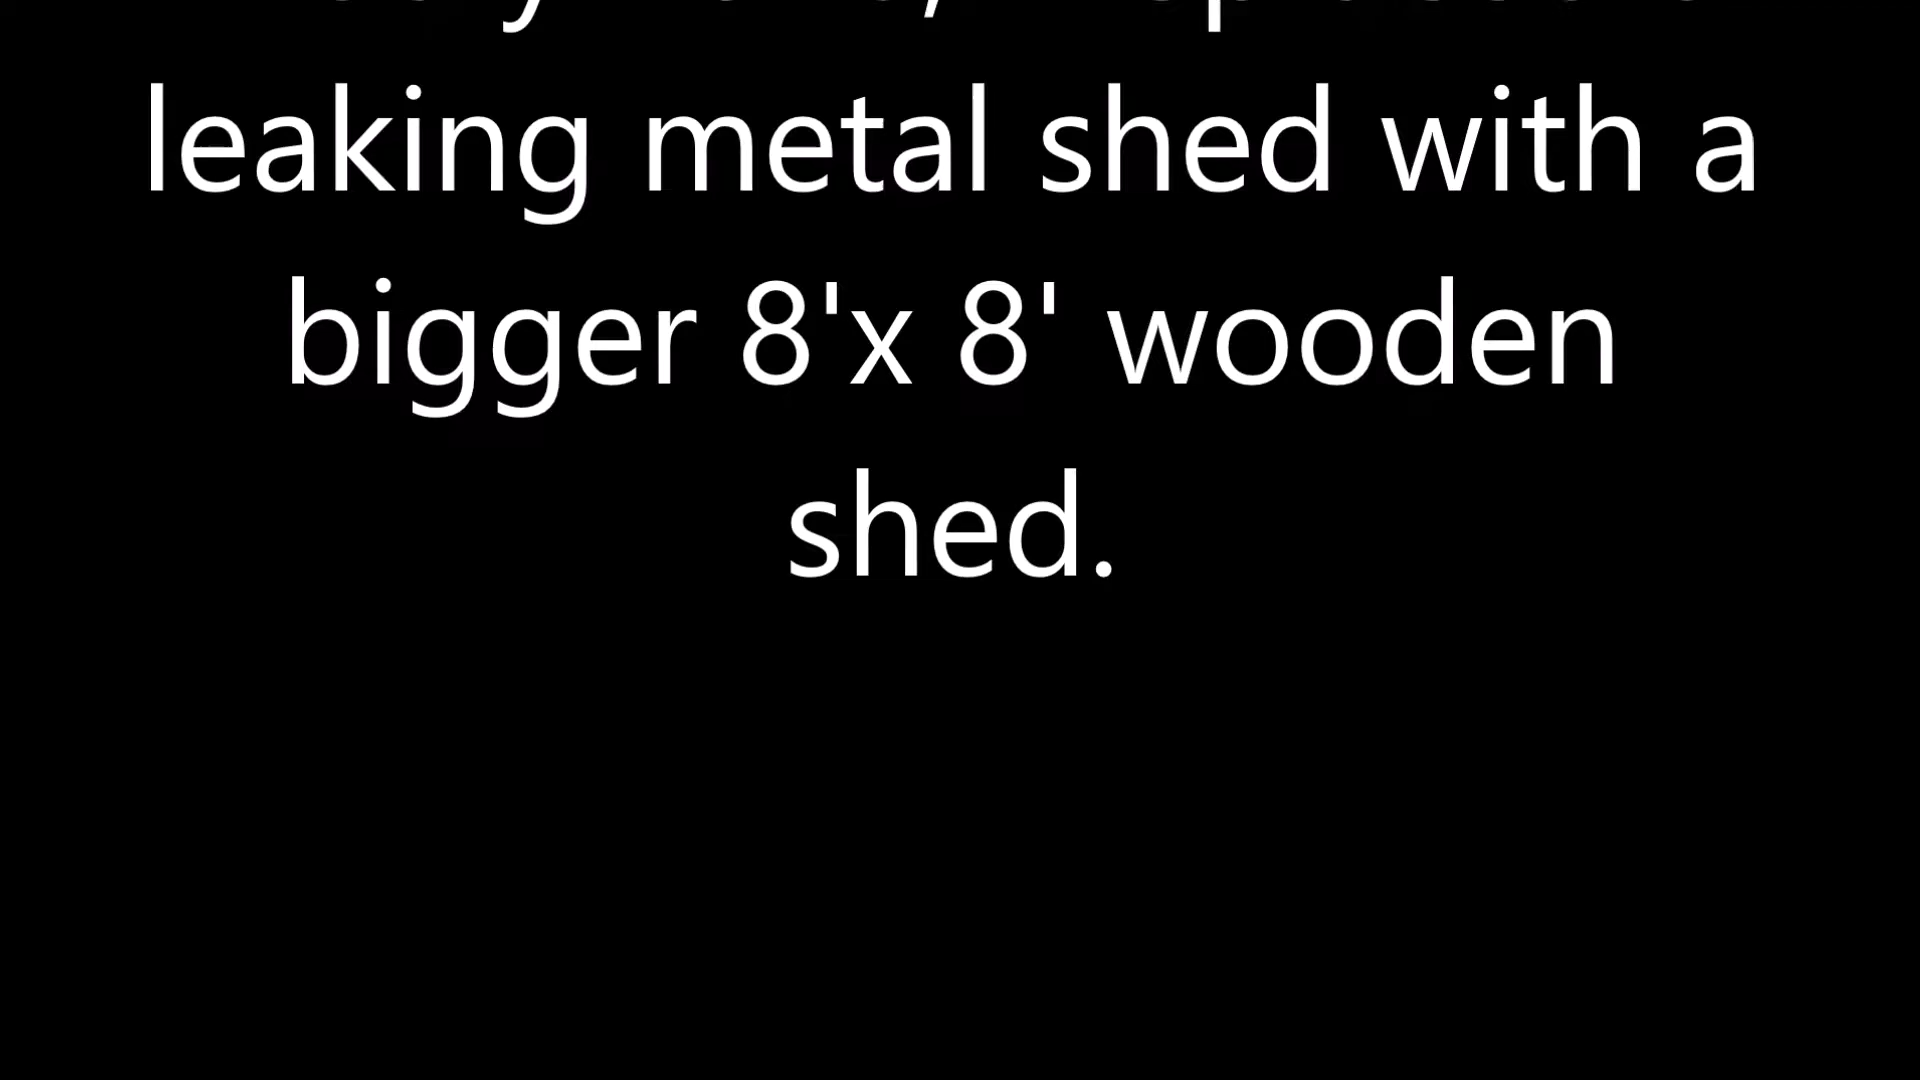 leaking metal shed with a
bigger 8'x 8' wooden
shed.